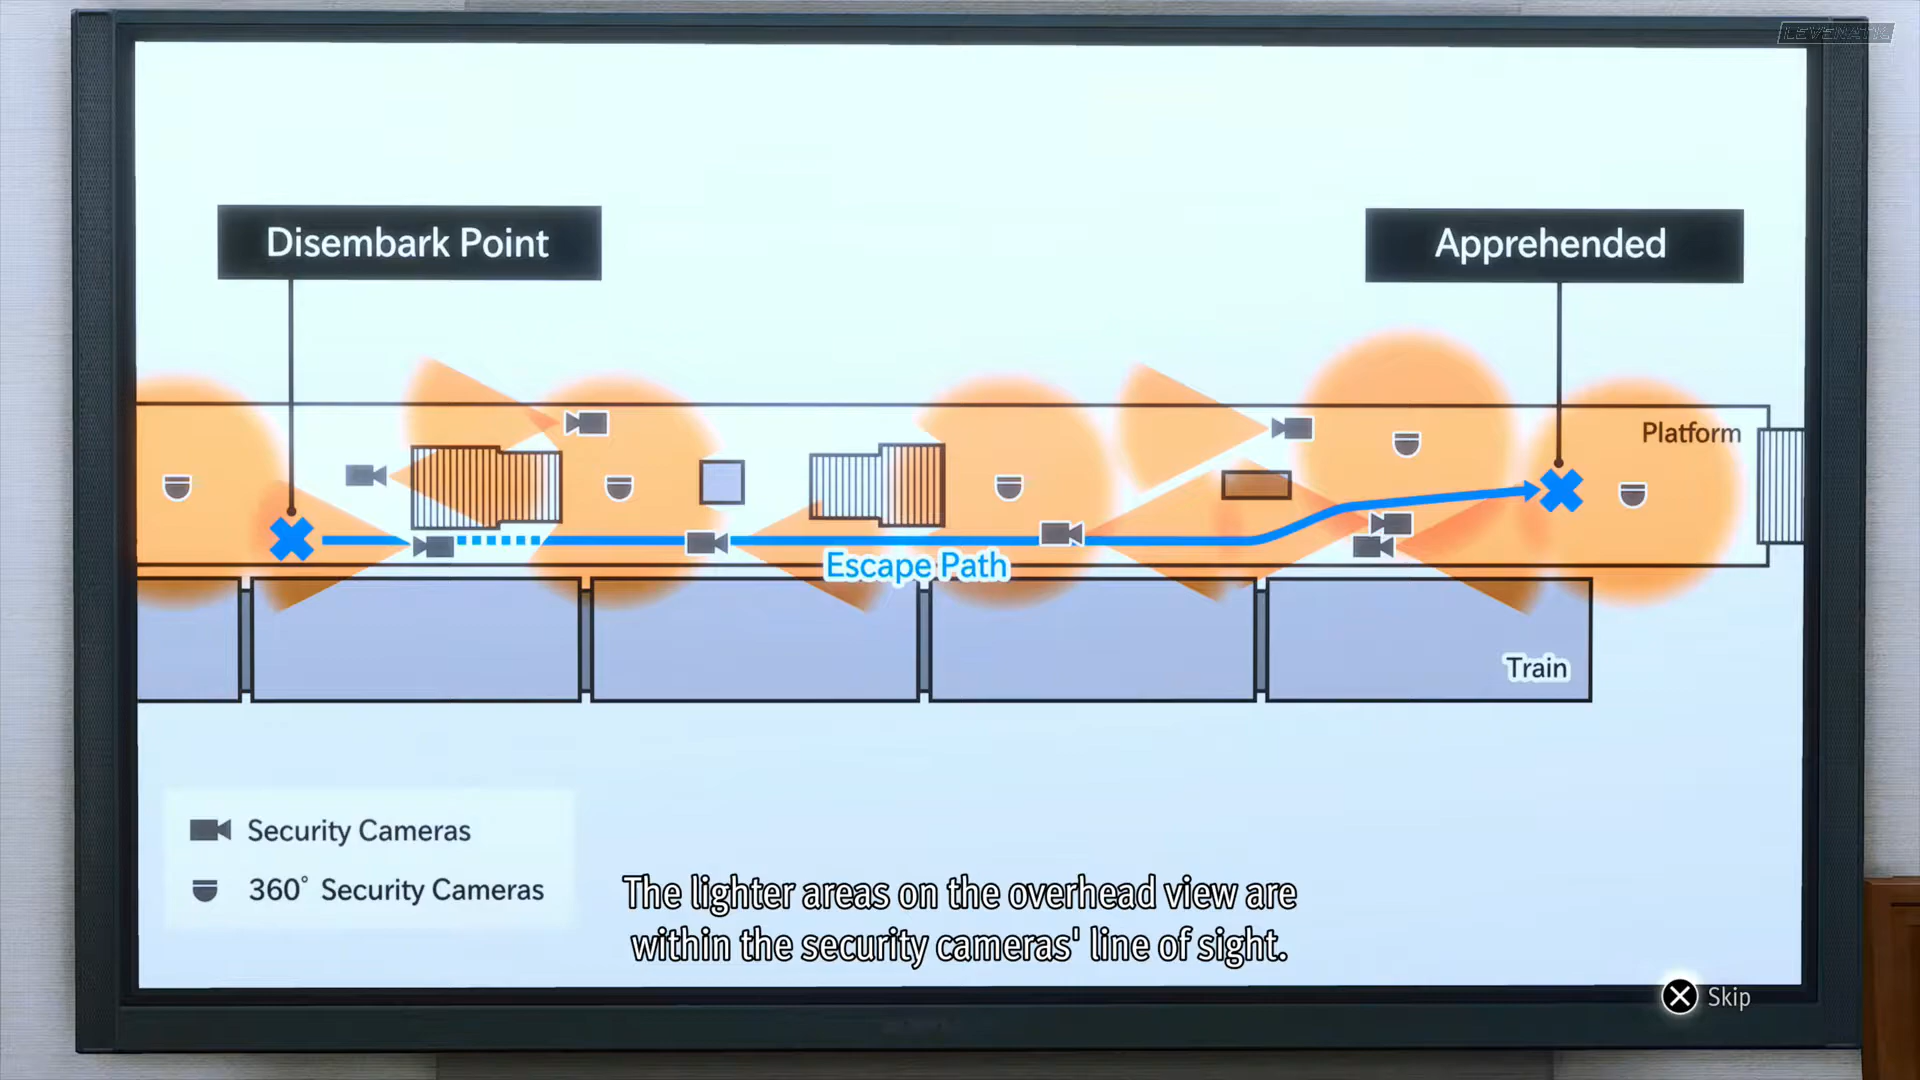 LEVENATK
Disembark Point
Apprehended
Platform
Escape Path
Train
Security Cameras
360° Security Cameras
The lighter areas on the overhead view are
within the security cameras' line of sight.
Skip